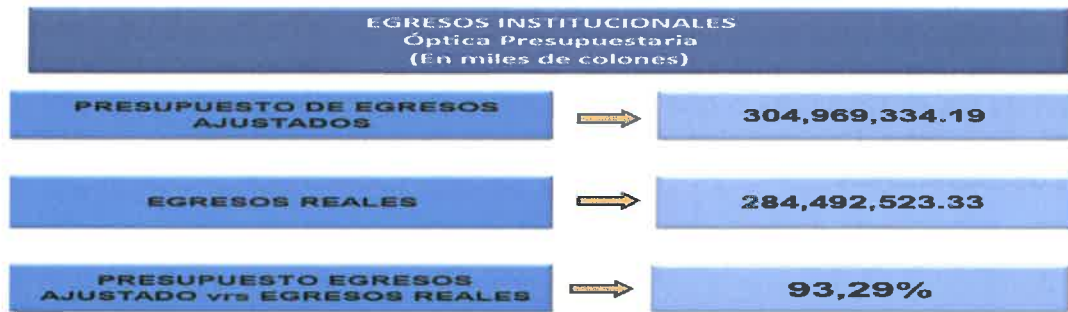 EGRESOS INSTITUCIONALES
Óptica Presupuestaria
(En miles de colones)
PRESUPUESTO DE EGRESOS
AJUSTADOS
304,969,334.19
EGRESOS REALES
284,492,523.33
PRESUPUESTO EGRESOS
AJUSTADO vrs EGRESOS REALES
93,29%